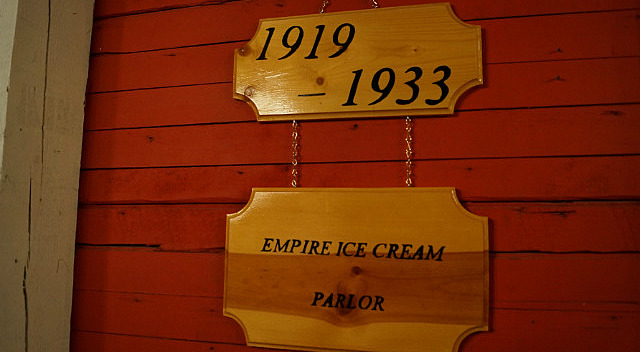 1919
— 1933
EMPIRE ICE CREAM
PARLOR